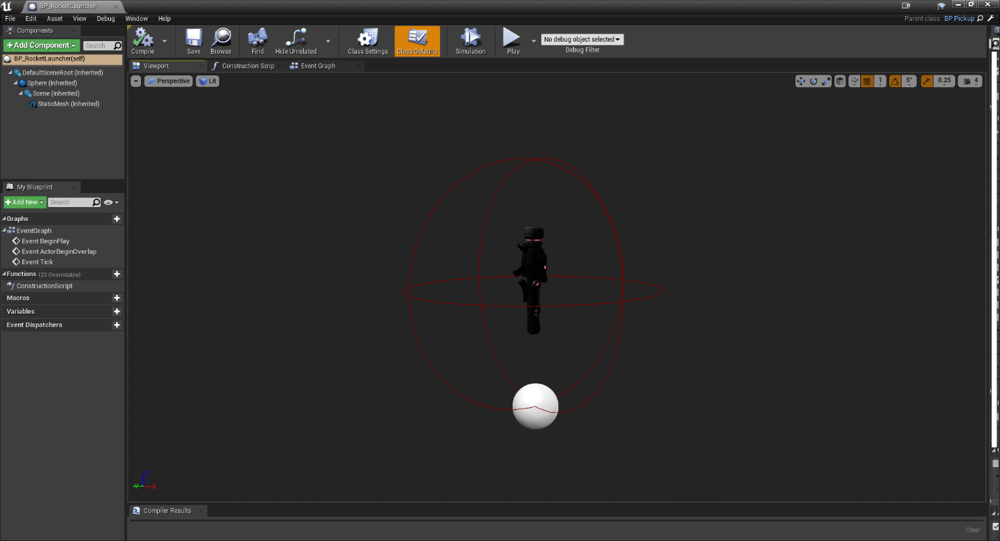 BP_RocketLauncher
File Edit Asset View Debug Window Help
Parent class: BP Pickup
Components
Add Component
Search
BP_RocketLauncher(self)
DefaultSceneRoot (Inherited)
Sphere (Inherited)
Scene (Inherited)
StaticMesh (Inherited)
My Blueprint
Add New
Search
Graphs
EventGraph
Event BeginPlay
Event ActorBeginOverlap
Event Tick
Functions (23 Overridable)
ConstructionScript
Macros
Variables
Event Dispatchers
Compile
Save
Browse
Find
Hide Unrelated
Class Settings
Class Defaults
Simulation
Play
No debug object selected
Debug Filter
Viewport
Construction Scrip
Event Graph
Perspective
Lit
1
5°
0.25
4
Z
Y
X
Compiler Results
Clear